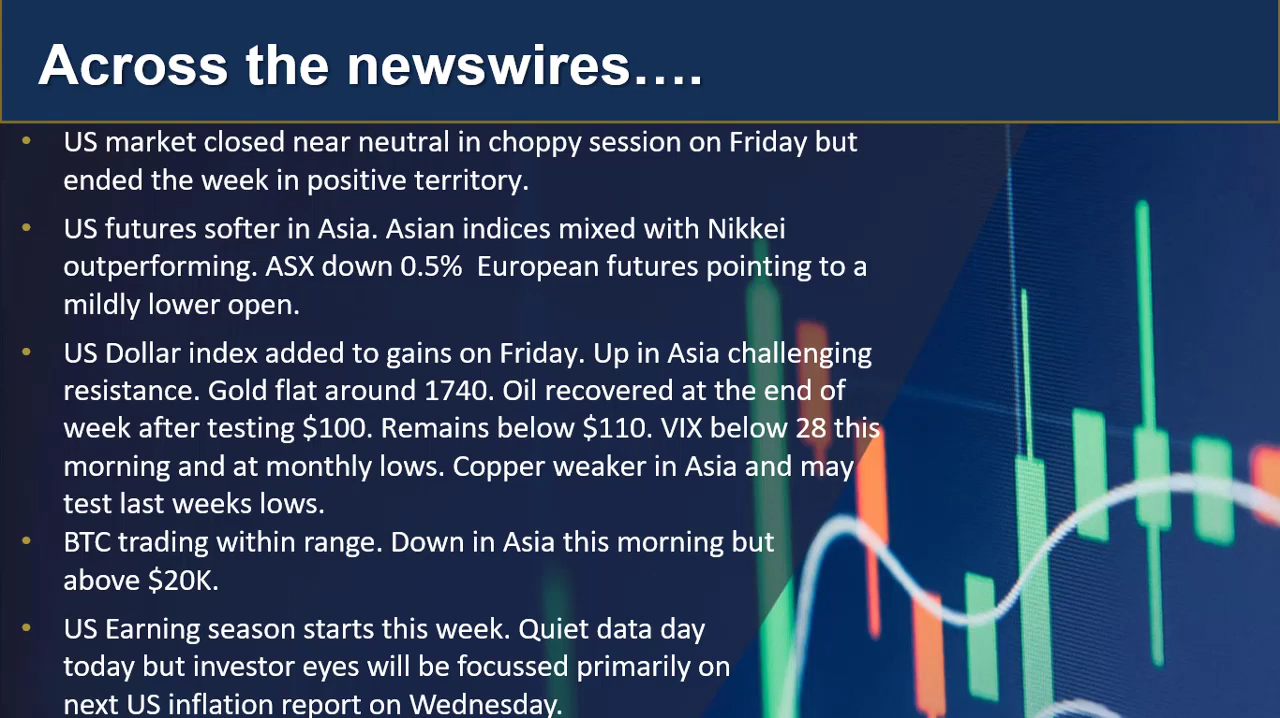 Across the newswires….
US market closed near neutral in choppy session on Friday but
ended the week in positive territory.
US futures softer in Asia. Asian indices mixed with Nikkei
outperforming. ASX down 0.5%  European futures pointing to a
mildly lower open.
US Dollar index added to gains on Friday. Up in Asia challenging
resistance. Gold flat around 1740. Oil recovered at the end of
week after testing $100. Remains below $110. VIX below 28 this
morning and at monthly lows. Copper weaker in Asia and may
test last weeks lows.
BTC trading within range. Down in Asia this morning but
above $20K.
US Earning season starts this week. Quiet data day
today but investor eyes will be focussed primarily on
next US inflation report on Wednesday.